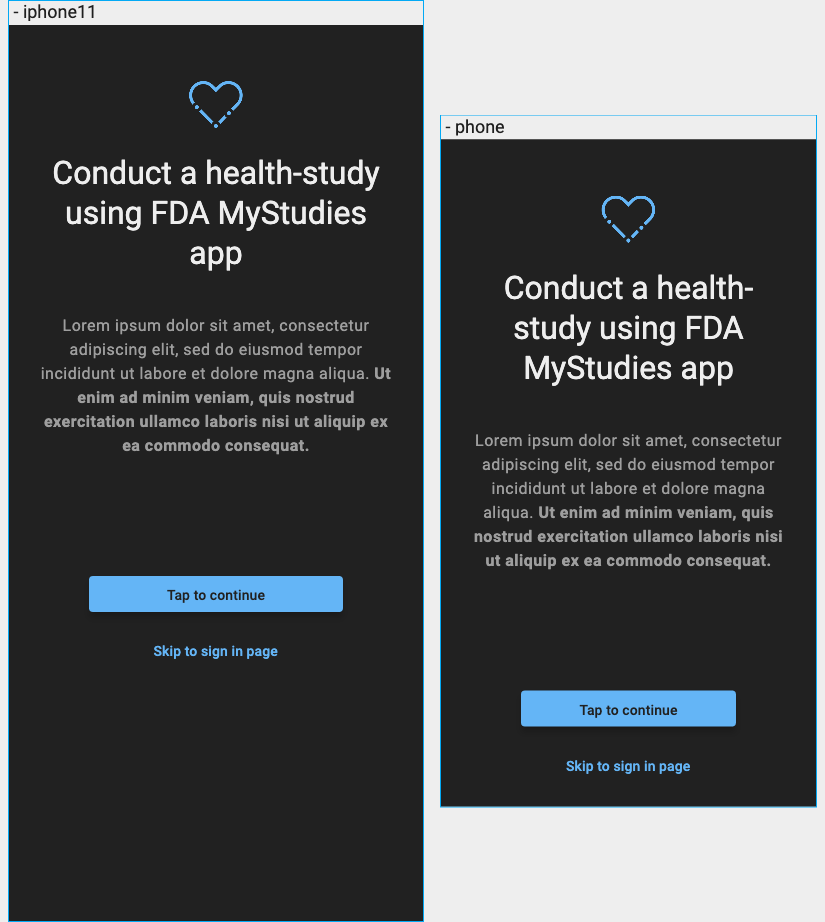 - iphone11
Conduct a health-study
using FDA MyStudies
app
Lorem ipsum dolor sit amet, consectetur
adipiscing elit, sed do eiusmod tempor
incididunt ut labore et dolore magna aliqua. Ut
enim ad minim veniam, quis nostrud
exercitation ullamco laboris nisi ut aliquip ex
ea commodo consequat.
Tap to continue
Skip to sign in page
- phone
Conduct a health-
study using FDA
MyStudies app
Lorem ipsum dolor sit amet, consectetur
adipiscing elit, sed do eiusmod tempor
incididunt ut labore et dolore magna
aliqua. Ut enim ad minim veniam, quis
nostrud exercitation ullamco laboris nisi
ut aliquip ex ea commodo consequat.
Tap to continue
Skip to sign in page